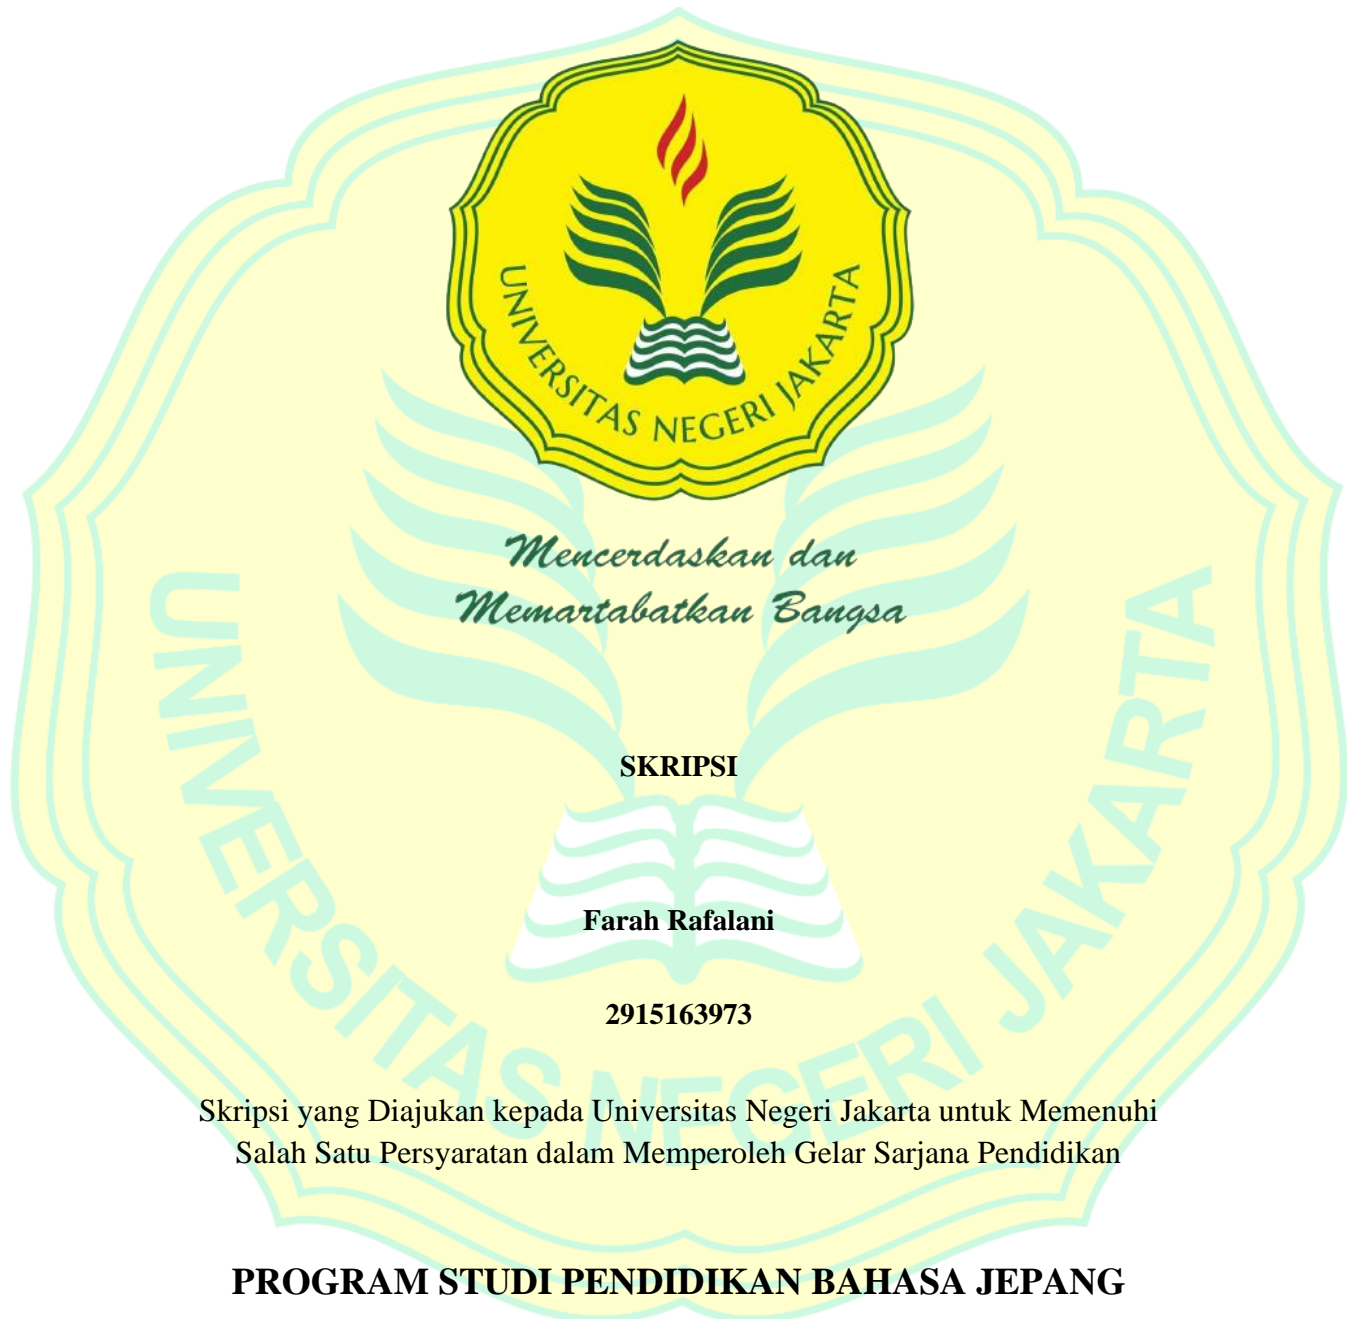 UNIVERSITAS NEGERI JAKARTA
Mencerdaskan dan
Memartabatkan Bangsa
UNIVERSITAS NEGERI JAKARTA
SKRIPSI
Farah Rafalani
2915163973
Skripsi yang Diajukan kepada Universitas Negeri Jakarta untuk Memenuhi
Salah Satu Persyaratan dalam Memperoleh Gelar Sarjana Pendidikan
PROGRAM STUDI PENDIDIKAN BAHASA JEPANG